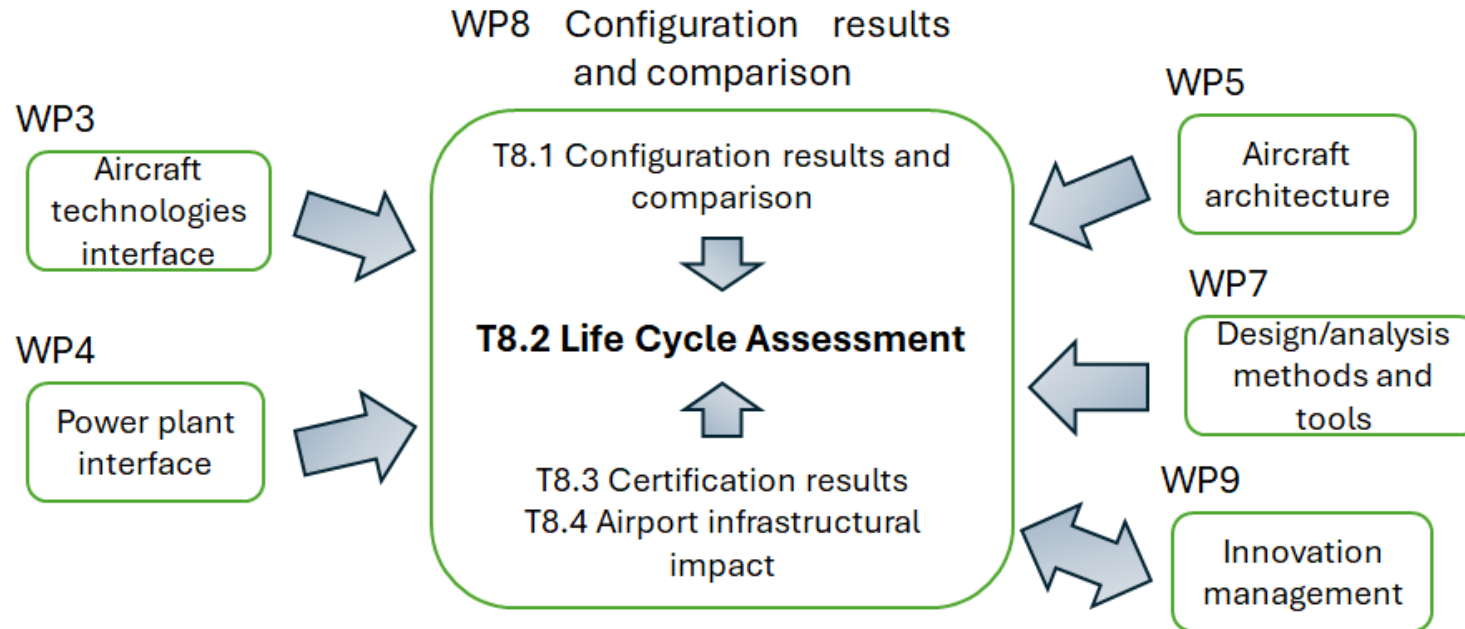 WP8 Configuration results
and comparison
WP3
Aircraft
technologies
interface
WP4
Power plant
interface
T8.1 Configuration results and
comparison
T8.2 Life Cycle Assessment
T8.3 Certification results
T8.4 Airport infrastructural
impact
WP5
Aircraft
architecture
WP7
Design/analysis
methods and
tools
WP9
Innovation
management